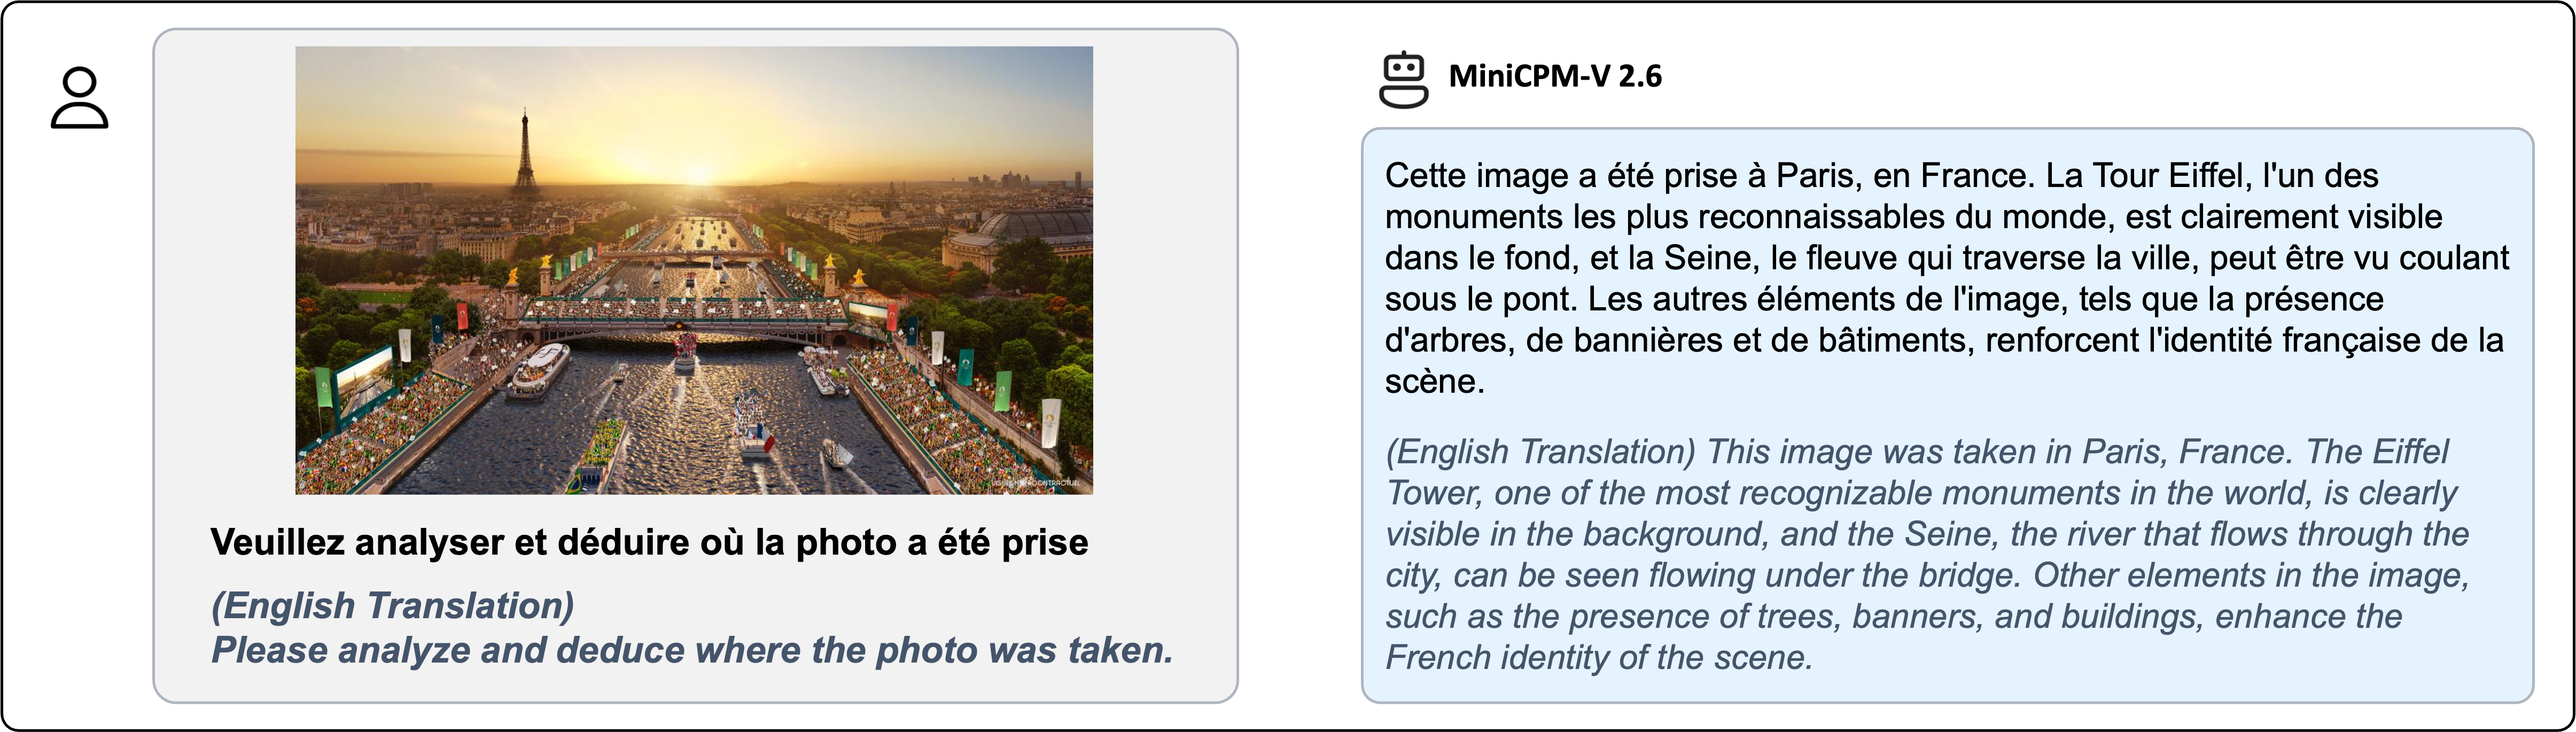 Veuillez analyser et déduire où la photo a été prise
(English Translation)
Please analyze and deduce where the photo was taken.
MiniCPM-V 2.6
Cette image a été prise à Paris, en France. La Tour Eiffel, l'un des
monuments les plus reconnaissables du monde, est clairement visible
dans le fond, et la Seine, le fleuve qui traverse la ville, peut être vu coulant
sous le pont. Les autres éléments de l'image, tels que la présence
d'arbres, de bannières et de bâtiments, renforcent l'identité française de la
scène.
(English Translation) This image was taken in Paris, France. The Eiffel
Tower, one of the most recognizable monuments in the world, is clearly
visible in the background, and the Seine, the river that flows through the
city, can be seen flowing under the bridge. Other elements in the image,
such as the presence of trees, banners, and buildings, enhance the
French identity of the scene.